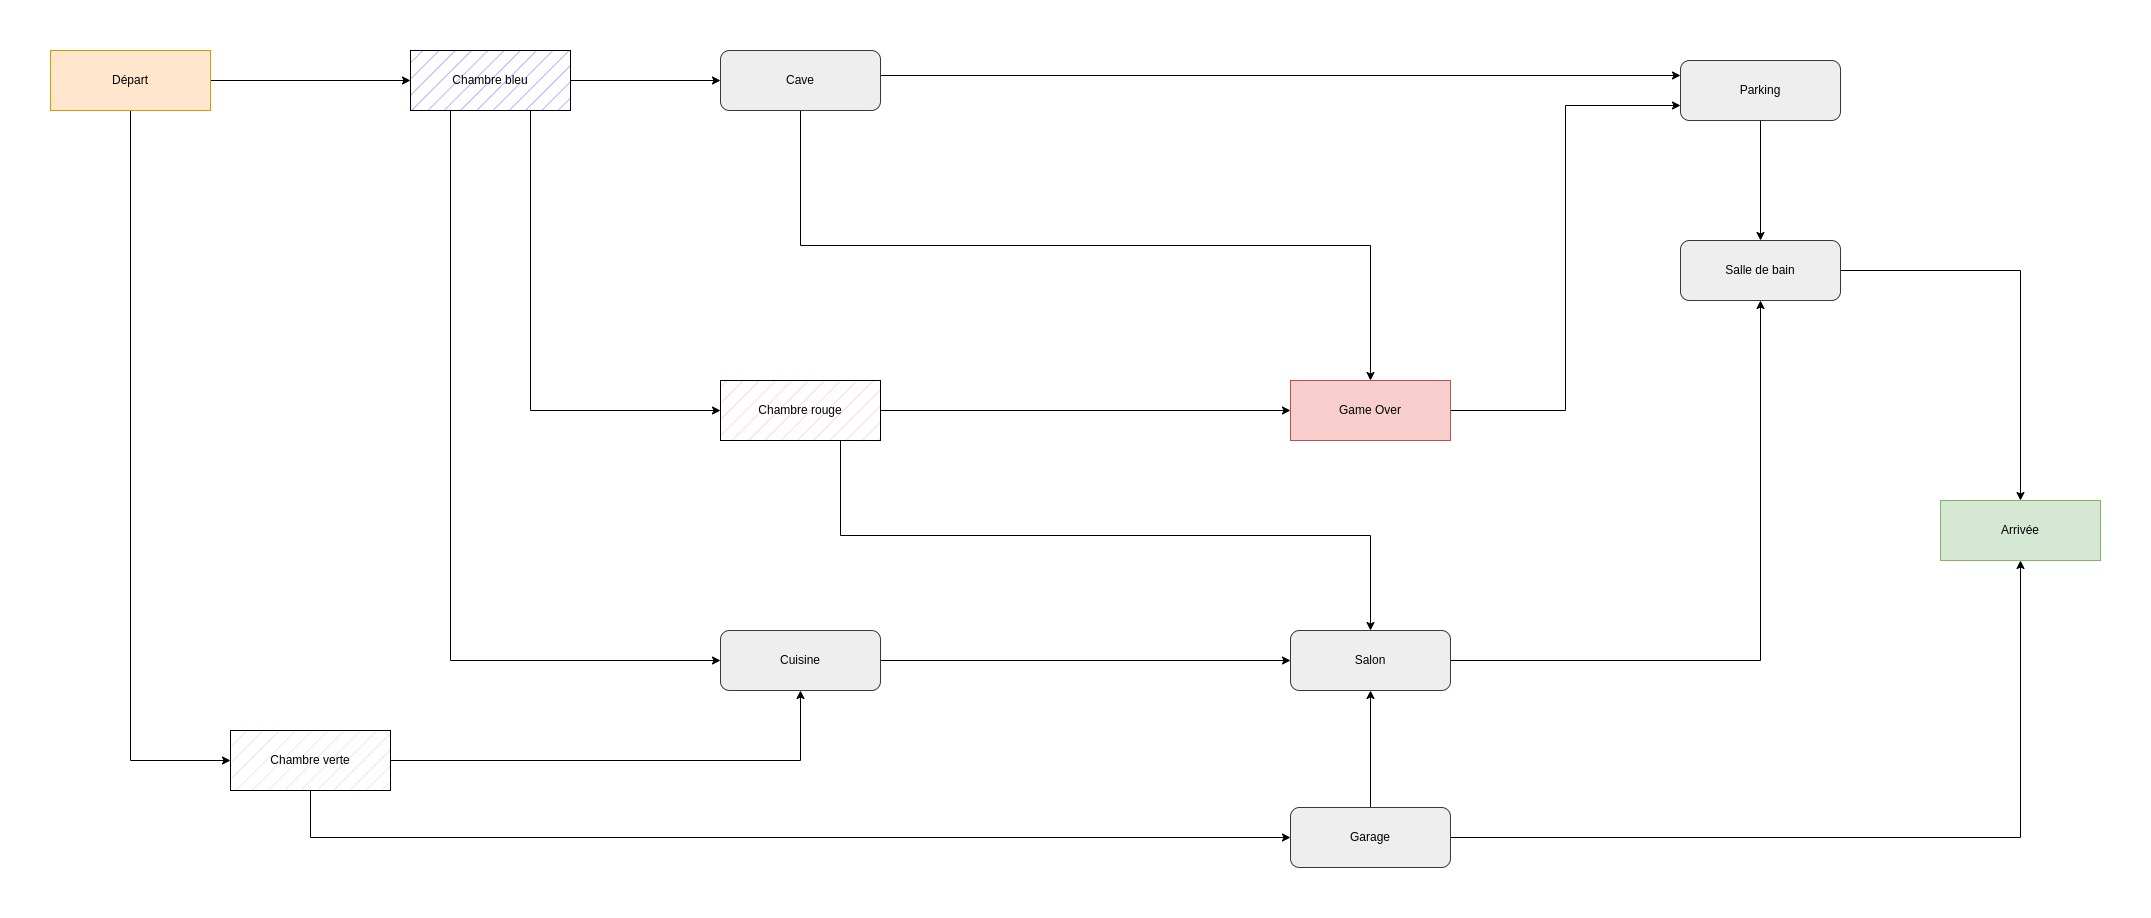 Départ
Chambre bleu
Cave
Parking
Salle de bain
Chambre rouge
Game Over
Arrivée
Cuisine
Salon
Chambre verte
Garage